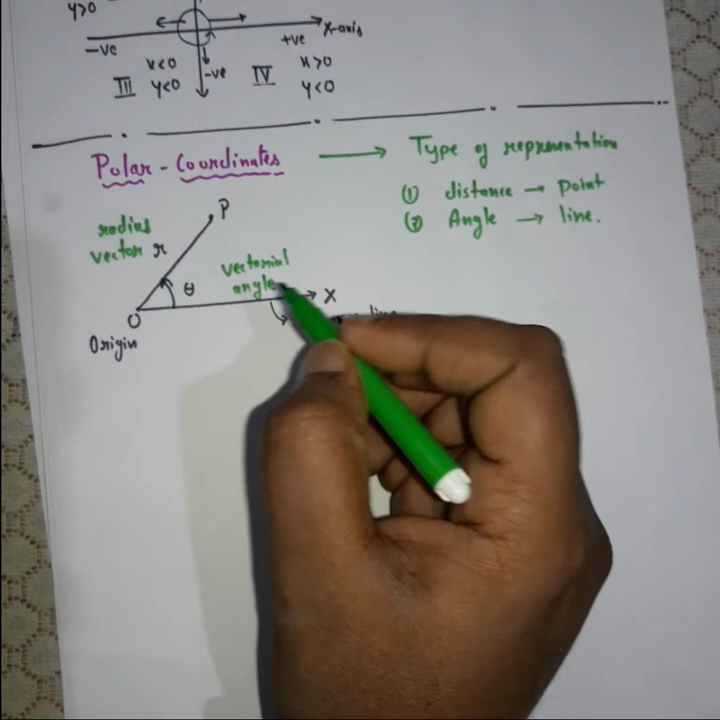 y>0
X-axis
-ve
+ve
x<0
-ve
x>0
III
y<0
IV
y<0
Polar - Coordinates → Type of representation
(1) distance → point
(2) Angle → line.
P
radius
vector r
vectorial
angle
θ
X
O
line
Origin